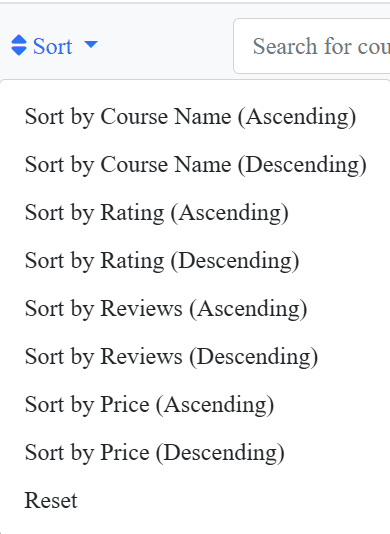 Sort
Search for cou
Sort by Course Name (Ascending)
Sort by Course Name (Descending)
Sort by Rating (Ascending)
Sort by Rating (Descending)
Sort by Reviews (Ascending)
Sort by Reviews (Descending)
Sort by Price (Ascending)
Sort by Price (Descending)
Reset